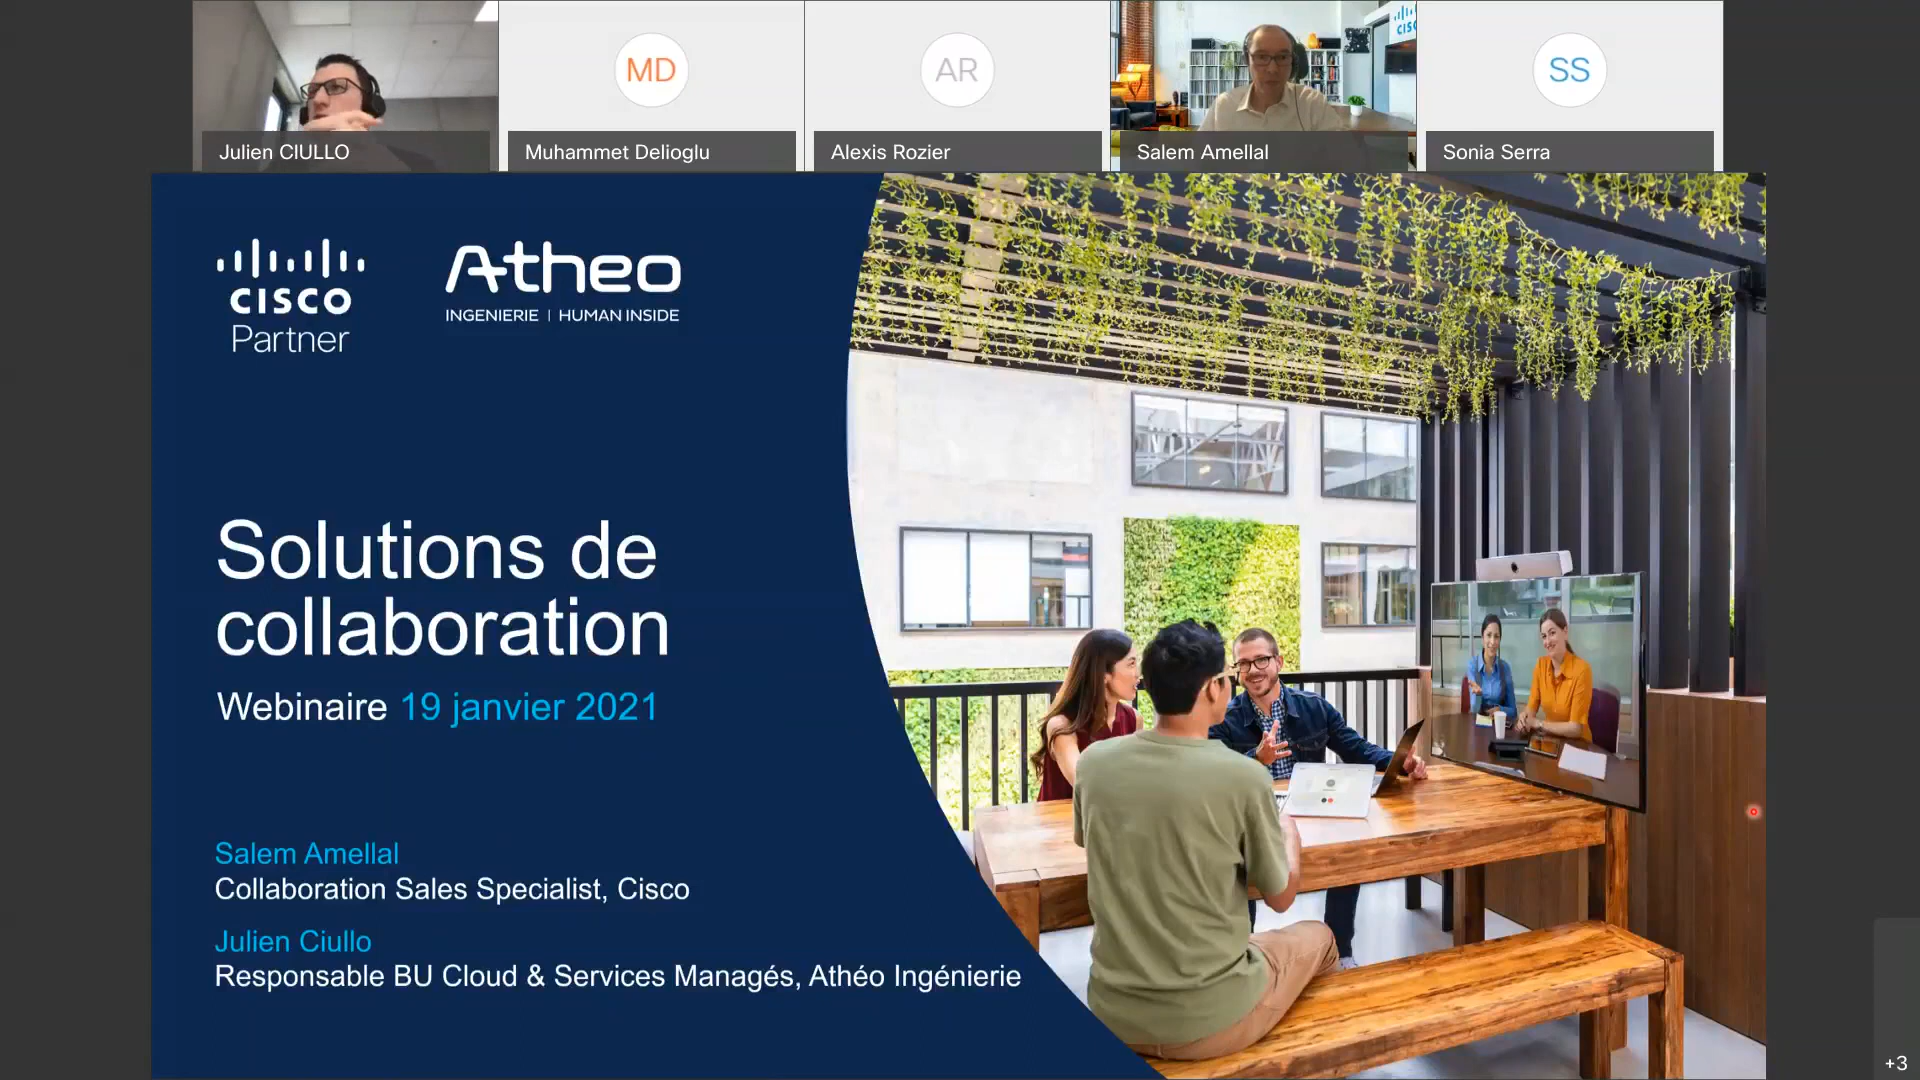 MD
AR
CISCO
SS
Julien CIULLO
Muhammet Delioglu
Alexis Rozier
Salem Amellal
Sonia Serra
CISCO
Partner
Atheo
INGENIERIE | HUMAN INSIDE
Solutions de
collaboration
Webinaire 19 janvier 2021
Salem Amellal
Collaboration Sales Specialist, Cisco
Julien Ciullo
Responsable BU Cloud & Services Managés, Athéo Ingénierie
+3